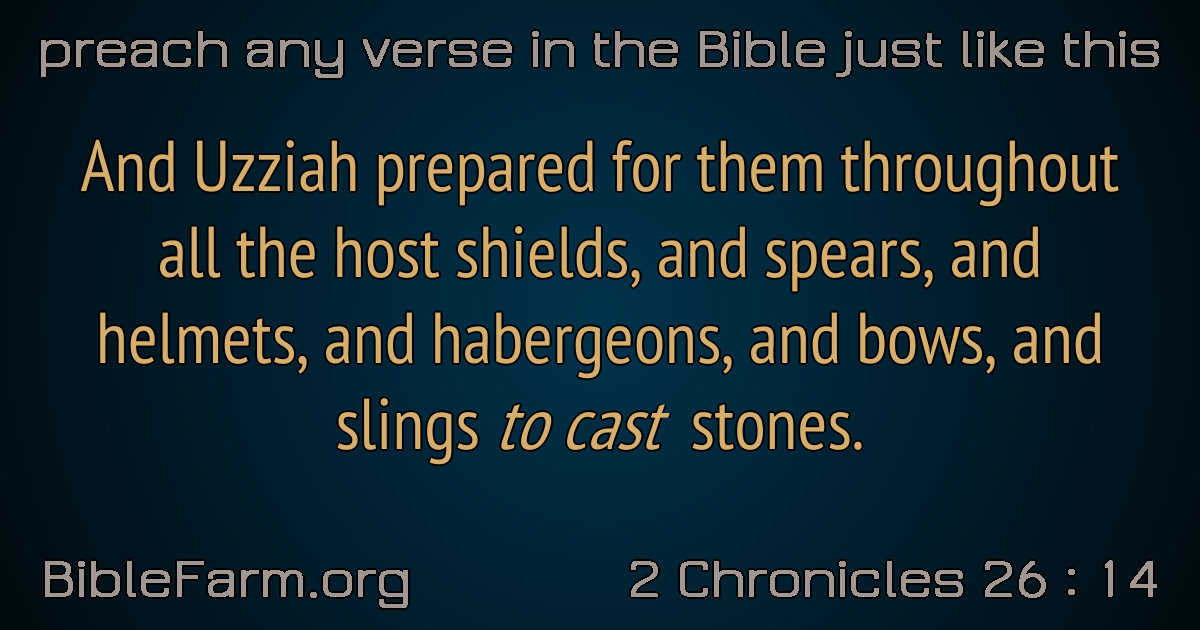 preach any verse in the Bible just like this
And Uzziah prepared for them throughout
all the host shields, and spears, and
helmets, and habergeons, and bows, and
slings to cast stones.
BibleFarm.org
2 Chronicles 26 : 14